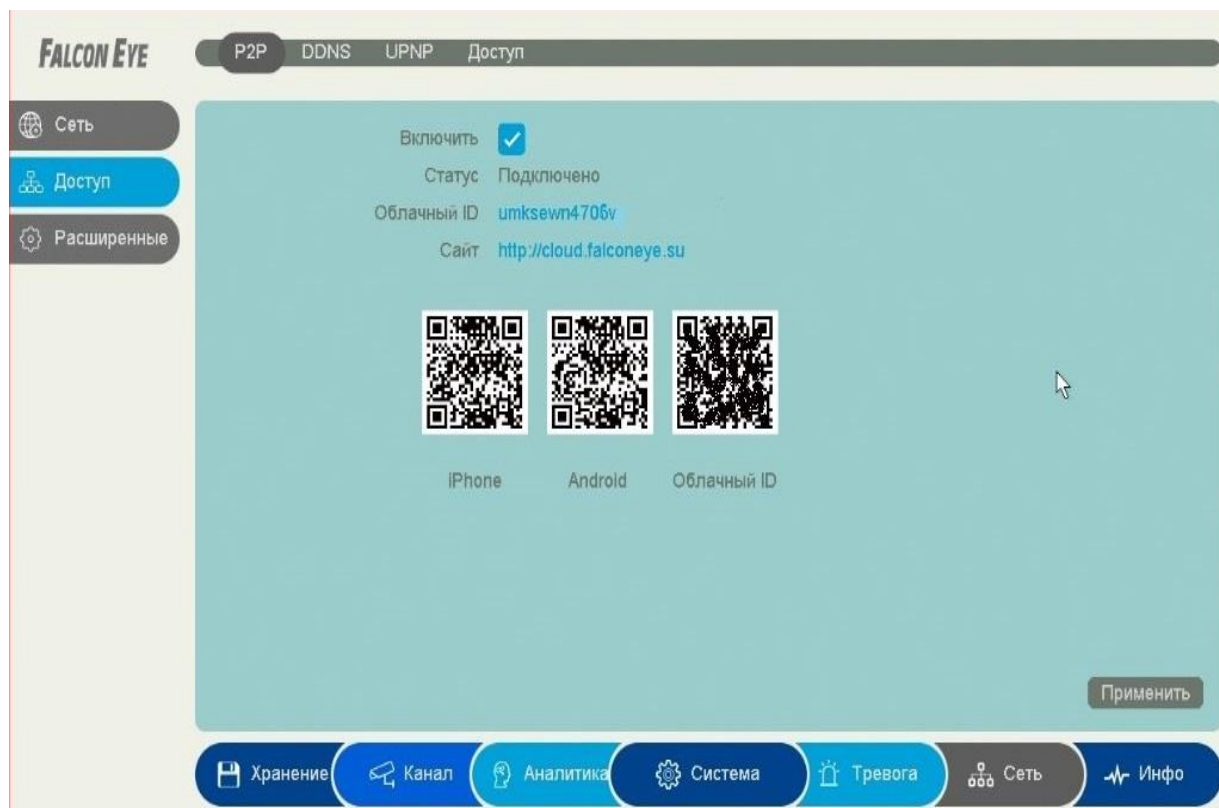 FALCON EYE
P2P DDNS UPNP Доступ
Сеть
Доступ
Расширенные
Включить
Статус Подключено
Облачный ID umksewn4706v
Сайт http://cloud.falconeye.su
iPhone Android Облачный ID
Применить
Хранение Канал Аналитика Система Тревога Сеть Инфо